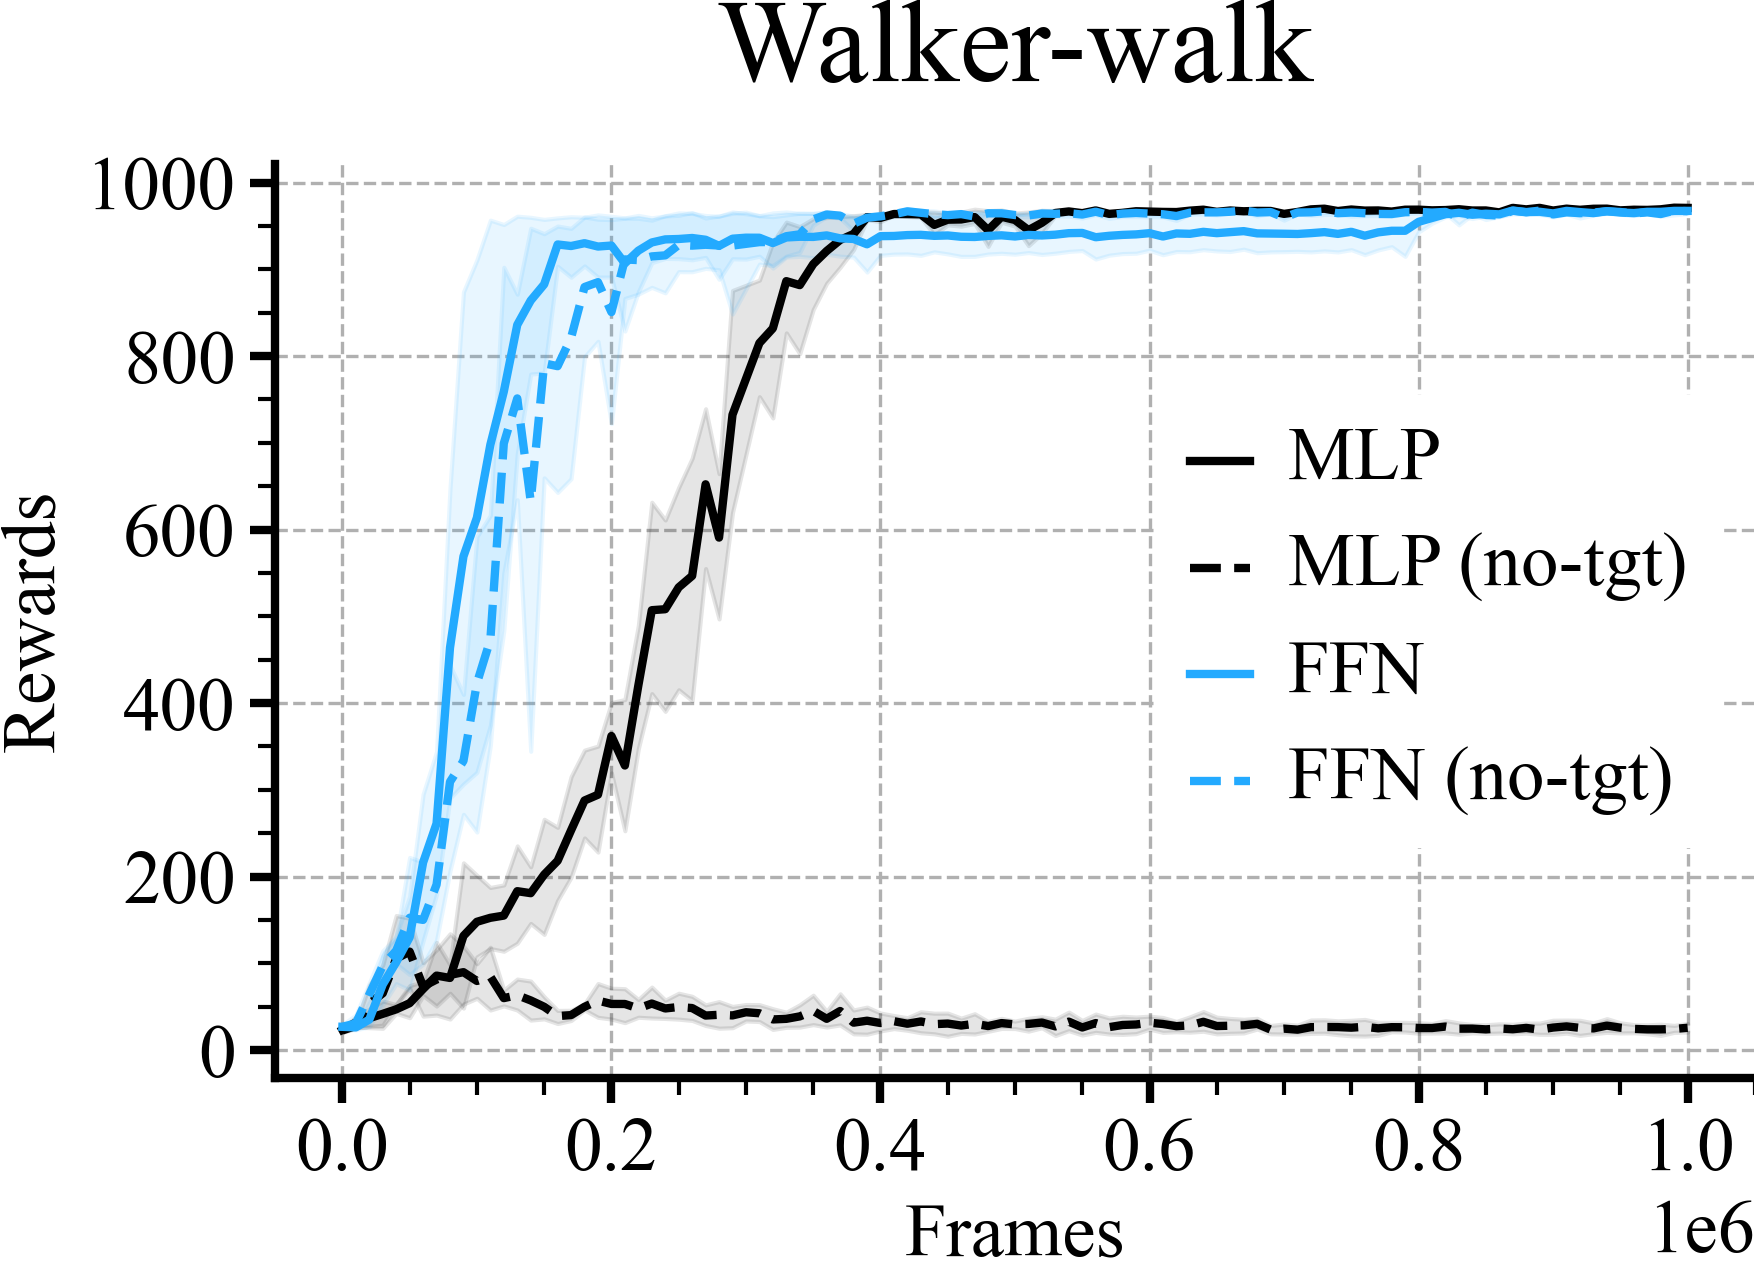 Walker-walk
1000
800
600
400
200
0
Rewards
MLP
MLP (no-tgt)
FFN
FFN (no-tgt)
0.0 0.2 0.4 0.6 0.8 1.0
Frames
1e6